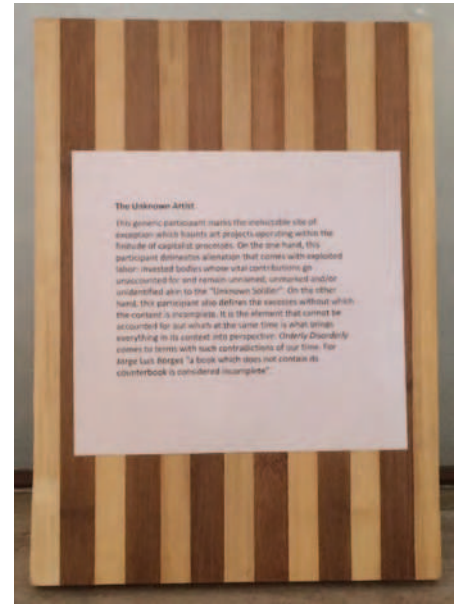 The Unknown Artist
This generic participant marks the ineluctable site of
exception which haunts art projects operating within the
finitude of capitalist processes. On the one hand, this
participant delineates alienation that comes with exploited
labor: invested bodies whose vital contributions go
unaccounted for and remain unnamed, unmarked and/or
unidentified akin to the "Unknown Soldier". On the other
hand, this participant also defines the excesses without which
the content is incomplete. It is the element that cannot be
accounted for but which at the same time is what brings
everything in its context into perspective. Orderly Disorderly
comes to terms with such contradictions of our time. For
Jorge Luis Borges "a book which does not contain its
counterbook is considered incomplete".